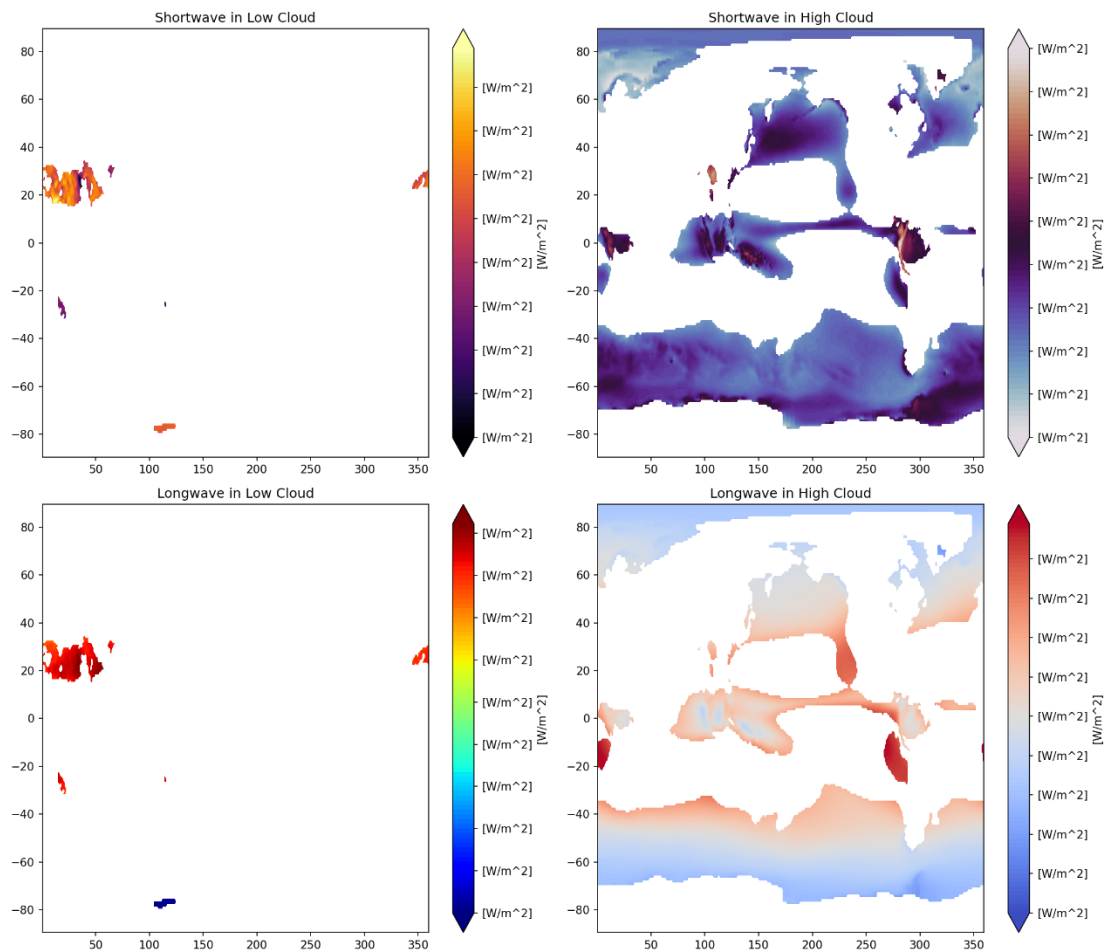 Shortwave in Low Cloud
80
60
40
20
0
−20
−40
−60
−80
50
100
150
200
250
300
350
[W/m^2]
[W/m^2]
[W/m^2]
[W/m^2]
[W/m^2]
[W/m^2]
[W/m^2]
[W/m^2]
[W/m^2]
[W/m^2]
Shortwave in High Cloud
80
60
40
20
0
−20
−40
−60
−80
50
100
150
200
250
300
350
[W/m^2]
[W/m^2]
[W/m^2]
[W/m^2]
[W/m^2]
[W/m^2]
[W/m^2]
[W/m^2]
[W/m^2]
[W/m^2]
[W/m^2]
Longwave in Low Cloud
80
60
40
20
0
−20
−40
−60
−80
50
100
150
200
250
300
350
[W/m^2]
[W/m^2]
[W/m^2]
[W/m^2]
[W/m^2]
[W/m^2]
[W/m^2]
[W/m^2]
[W/m^2]
[W/m^2]
[W/m^2]
Longwave in High Cloud
80
60
40
20
0
−20
−40
−60
−80
50
100
150
200
250
300
350
[W/m^2]
[W/m^2]
[W/m^2]
[W/m^2]
[W/m^2]
[W/m^2]
[W/m^2]
[W/m^2]
[W/m^2]
[W/m^2]
[W/m^2]